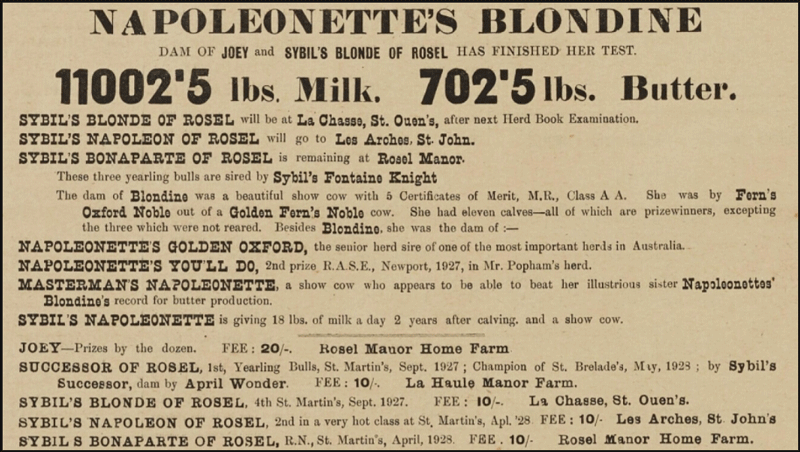 NAPOLEONETTE'S BLONDINE
DAM OF JOEY and SYBIL'S BLONDE OF ROSEL HAS FINISHED HER TEST.
11002'5 lbs. Milk. 702'5 lbs. Butter.
SYBIL'S BLONDE OF ROSEL will be at La Chasse, St. Ouen's, after next Herd Book Examination.
SYBIL'S NAPOLEON OF ROSEL will go to Les Arches, St. John.
SYBIL'S BONAPARTE OF ROSEL is remaining at Rosel Manor.
These three yearling bulls are sired by Sybil's Fontaine Knight
The dam of Blondine was a beautiful show cow with 5 Certificates of Merit, M.R., Class A A. She was by Fern's
Oxford Noble out of a Golden Fern's Noble cow. She had eleven calves—all of which are prizewinners, excepting
the three which were not reared. Besides Blondine, she was the dam of :—
NAPOLEONETTE'S GOLDEN OXFORD, the senior herd sire of one of the most important herds in Australia.
NAPOLEONETTE'S YOU'LL DO, 2nd prize R.A.S.E., Newport, 1927, in Mr. Popham's herd.
MASTERMAN'S NAPOLEONETTE, a show cow who appears to be able to beat her illustrious sister Napoleonettes'
Blondine's record for butter production.
SYBIL'S NAPOLEONETTE is giving 18 lbs. of milk a day 2 years after calving. and a show cow.
JOEY—Prizes by the dozen. FEE: 20/-. Rosel Manor Home Farm
SUCCESSOR OF ROSEL, 1st, Yearling Bulls, St. Martin's, Sept. 1927 ; Champion of St. Brelade's, May, 1928 ; by Sybil's
Successor, dam by April Wonder. FEE: 10/-. La Haule Manor Farm.
SYBIL'S BLONDE OF ROSEL, 4th St. Martin's, Sept. 1927. FEE: 10/-. La Chasse, St. Ouen's.
SYBIL'S NAPOLEON OF ROSEL, 2nd in a very hot class at St. Martin's, Apl. '28 FEE: 10/- Les Arches, St. John's
SYBIL S BONAPARTE OF ROSEL, R.N., St. Martin's, April, 1928. FEE. 10/- Rosel Manor Home Farm.